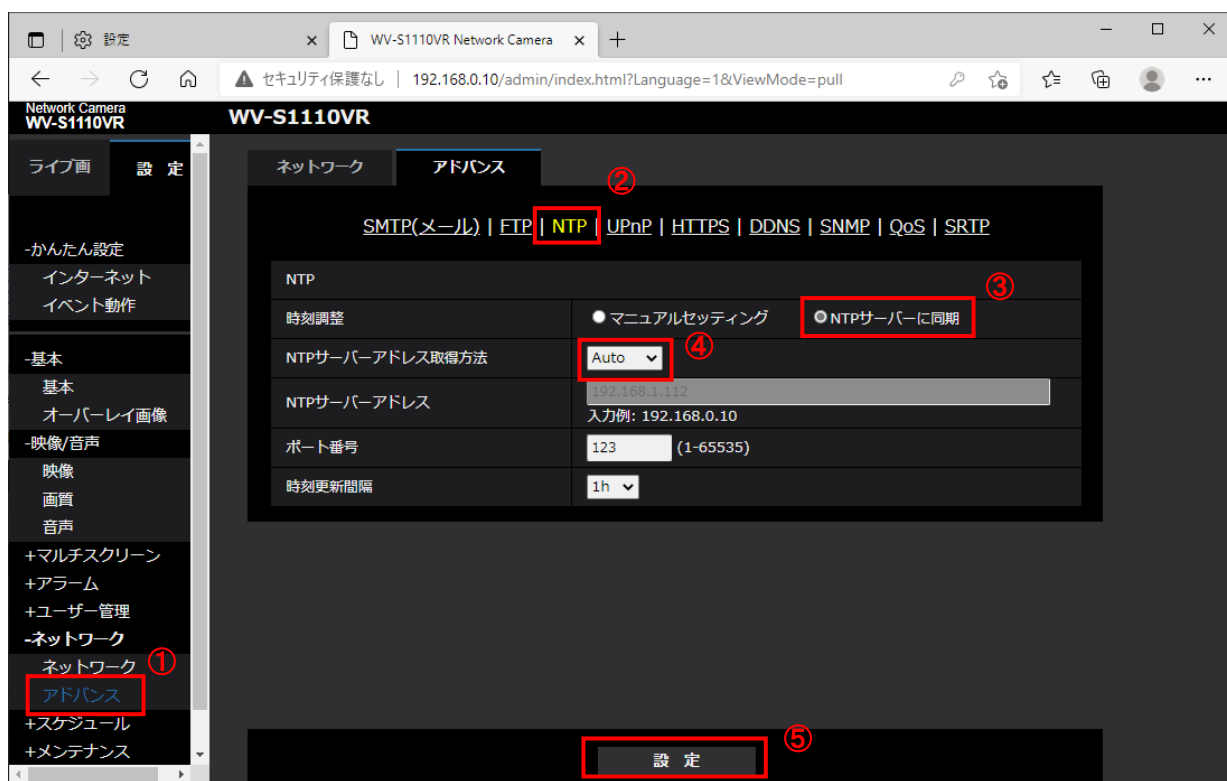 設定
WV-S1110VR Network Camera
セキュリティ保護なし | 192.168.0.10/admin/index.html?Language=1&ViewMode=pull
Network Camera
WV-S1110VR
WV-S1110VR
ライブ画
設 定
-かんたん設定
インターネット
イベント動作
-基本
基本
オーバーレイ画像
-映像/音声
映像
画質
音声
+マルチスクリーン
+アラーム
+ユーザー管理
-ネットワーク
ネットワーク
①
アドバンス
+スケジュール
+メンテナンス
ネットワーク
アドバンス
②
SMTP(メール) | FTP | NTP | UPnP | HTTPS | DDNS | SNMP | QoS | SRTP
NTP
③
時刻調整 マニュアルセッティング NTPサーバーに同期
NTPサーバーアドレス取得方法 Auto ④
NTPサーバーアドレス 192.168.1.112
入力例: 192.168.0.10
ポート番号 123 (1-65535)
時刻更新間隔 1h
設 定 ⑤